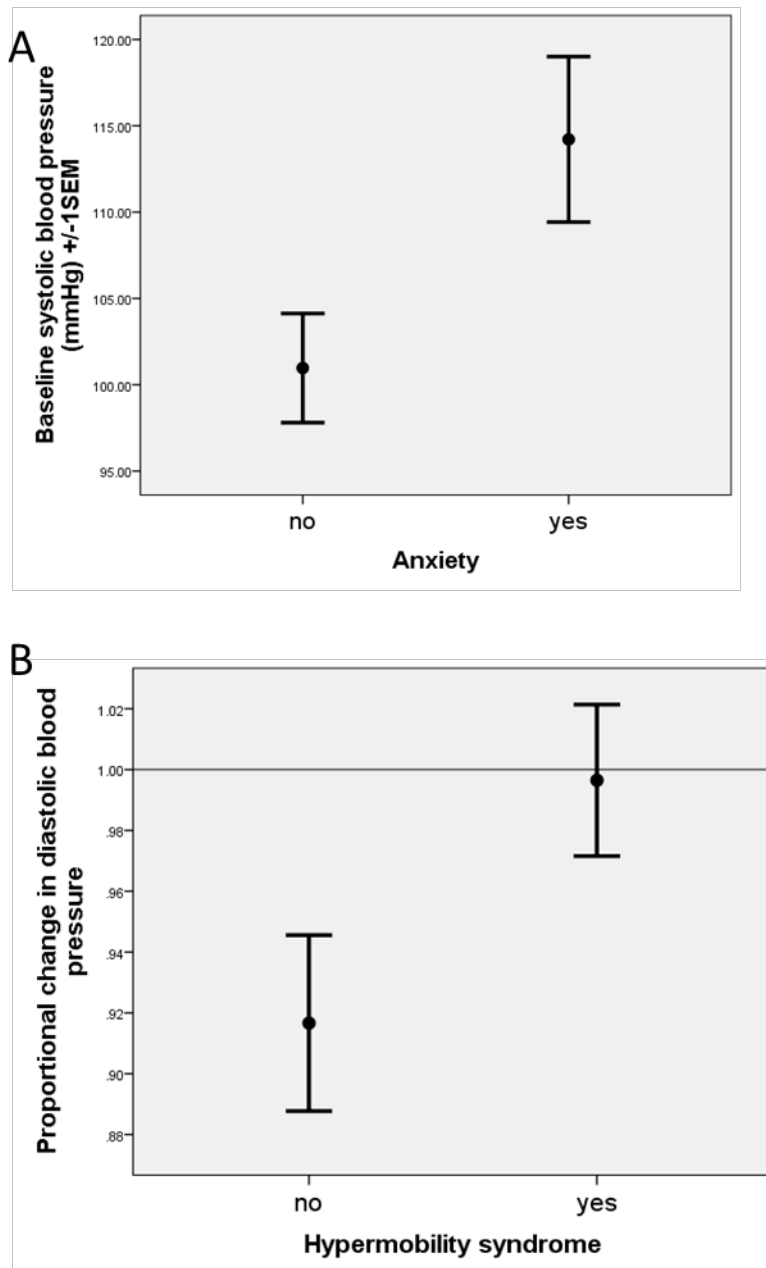 A
Baseline systolic blood pressure
(mmHg) +/-1SEM
120.00
115.00
110.00
105.00
100.00
95.00
no
yes
Anxiety
B
Proportional change in diastolic blood
pressure
1.02
1.00
.98
.96
.94
.92
.90
.88
no
yes
Hypermobility syndrome